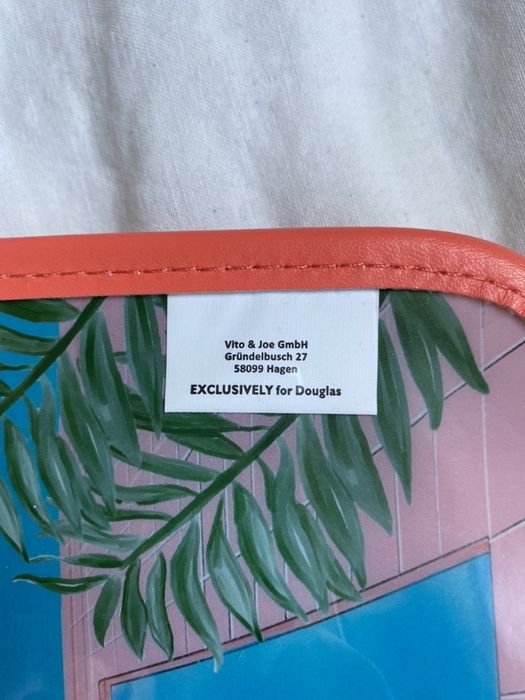 Vito & Joe GmbH
Gründelbusch 27
58099 Hagen
EXCLUSIVELY for Douglas